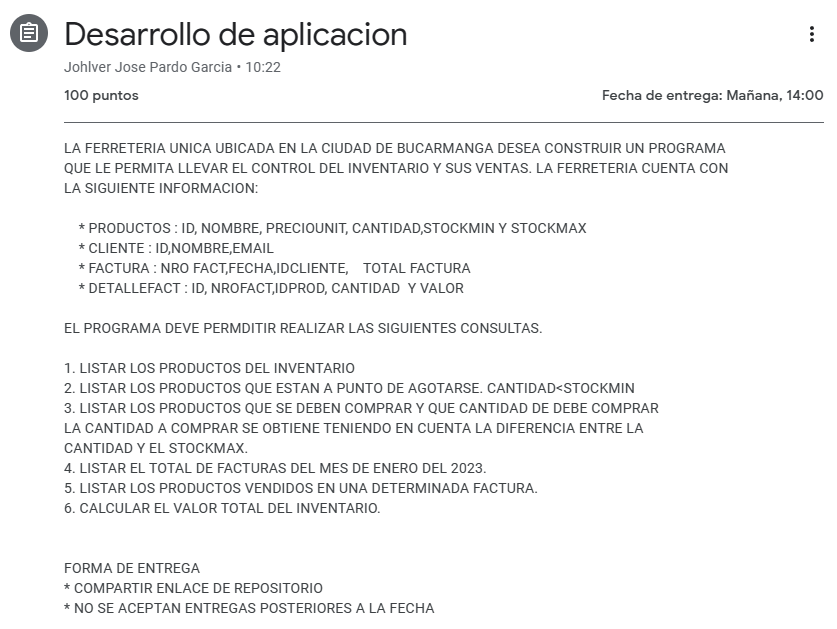 Desarrollo de aplicacion
Johlver Jose Pardo Garcia • 10:22
100 puntos
Fecha de entrega: Mañana, 14:00
LA FERRETERIA UNICA UBICADA EN LA CIUDAD DE BUCARMANGA DESEA CONSTRUIR UN PROGRAMA
QUE LE PERMITA LLEVAR EL CONTROL DEL INVENTARIO Y SUS VENTAS. LA FERRETERIA CUENTA CON
LA SIGUIENTE INFORMACION:
* PRODUCTOS : ID, NOMBRE, PRECIOUNIT, CANTIDAD,STOCKMIN Y STOCKMAX
* CLIENTE : ID,NOMBRE,EMAIL
* FACTURA : NRO FACT,FECHA,IDCLIENTE, TOTAL FACTURA
* DETALLEFACT : ID, NROFACT,IDPROD, CANTIDAD Y VALOR
EL PROGRAMA DEVE PERMDITIR REALIZAR LAS SIGUIENTES CONSULTAS.
1. LISTAR LOS PRODUCTOS DEL INVENTARIO
2. LISTAR LOS PRODUCTOS QUE ESTAN A PUNTO DE AGOTARSE. CANTIDAD<STOCKMIN
3. LISTAR LOS PRODUCTOS QUE SE DEBEN COMPRAR Y QUE CANTIDAD DE DEBE COMPRAR
LA CANTIDAD A COMPRAR SE OBTIENE TENIENDO EN CUENTA LA DIFERENCIA ENTRE LA
CANTIDAD Y EL STOCKMAX.
4. LISTAR EL TOTAL DE FACTURAS DEL MES DE ENERO DEL 2023.
5. LISTAR LOS PRODUCTOS VENDIDOS EN UNA DETERMINADA FACTURA.
6. CALCULAR EL VALOR TOTAL DEL INVENTARIO.
FORMA DE ENTREGA
* COMPARTIR ENLACE DE REPOSITORIO
* NO SE ACEPTAN ENTREGAS POSTERIORES A LA FECHA